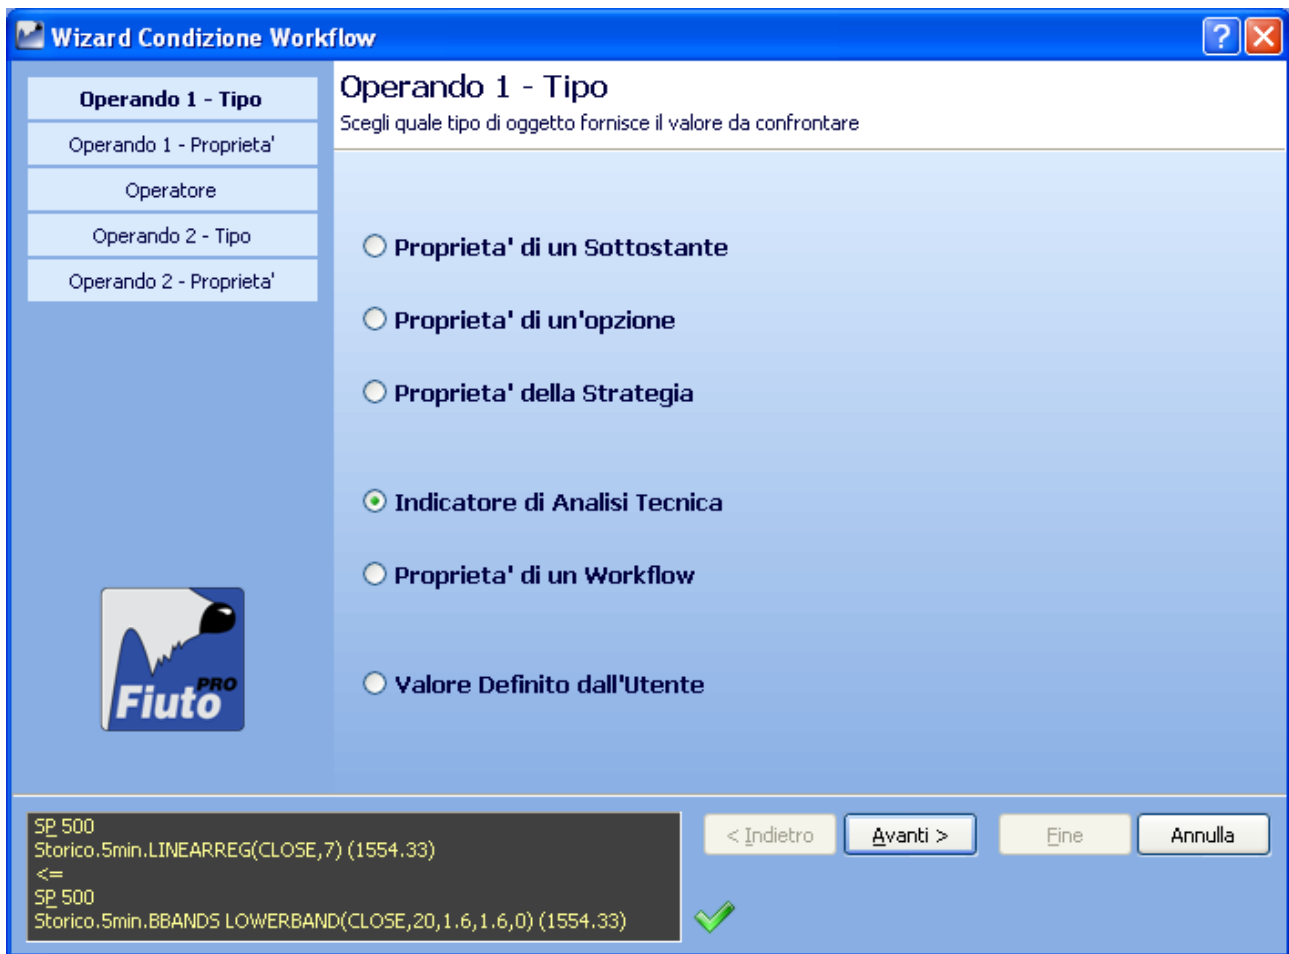 Wizard Condizione Workflow
Operando 1 - Tipo
Operando 1 - Proprieta'
Operatore
Operando 2 - Tipo
Operando 2 - Proprieta'
Operando 1 - Tipo
Scegli quale tipo di oggetto fornisce il valore da confrontare
Proprieta' di un Sottostante
Proprieta' di un'opzione
Proprieta' della Strategia
Indicatore di Analisi Tecnica
Proprieta' di un Workflow
Valore Definito dall'Utente
Fiuto PRO
SP 500
Storico.5min.LINEARREG(CLOSE,7) (1554.33)
<=
SP 500
Storico.5min.BBANDS LOWERBAND(CLOSE,20,1.6,1.6,0) (1554.33)
< Indietro
Avanti >
Fine
Annulla